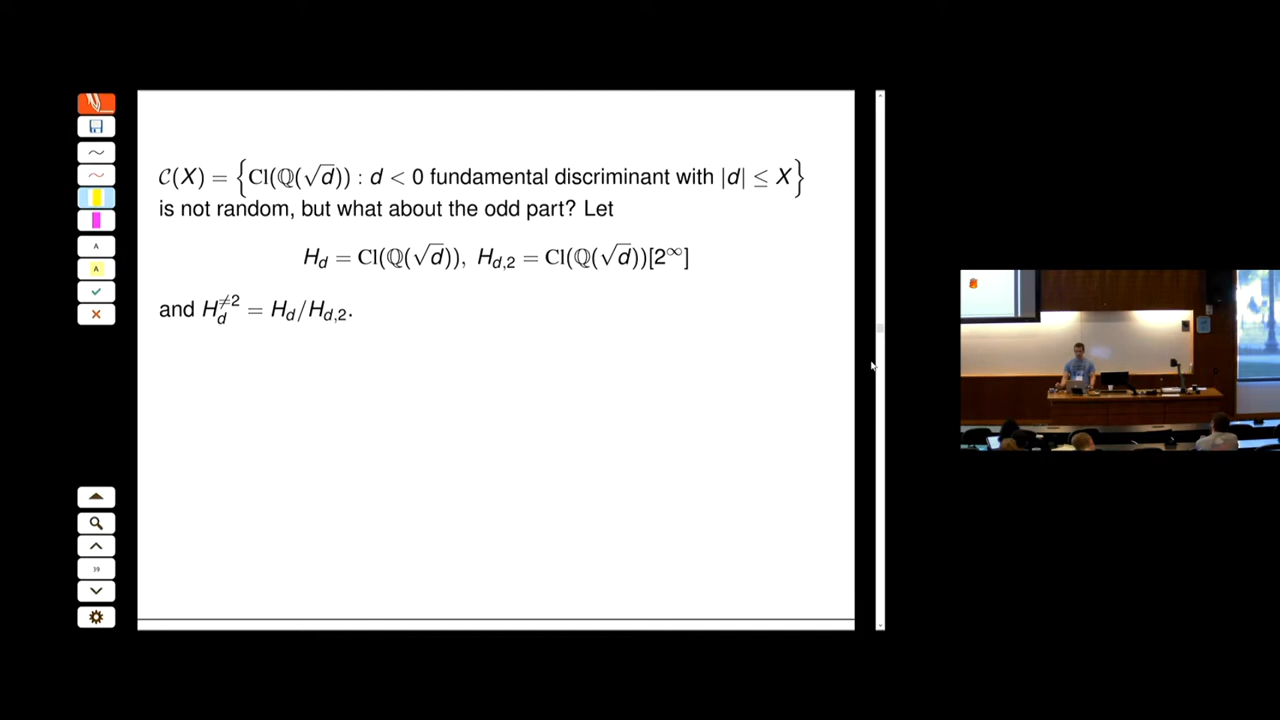 C(X) = {Cl(ℚ(√d)) : d < 0 fundamental discriminant with |d| ≤ X}
is not random, but what about the odd part? Let
H_d = Cl(ℚ(√d)), H_{d,2} = Cl(ℚ(√d))[2^∞]
and H_d^{≠2} = H_d/H_{d,2}.
A
A
39